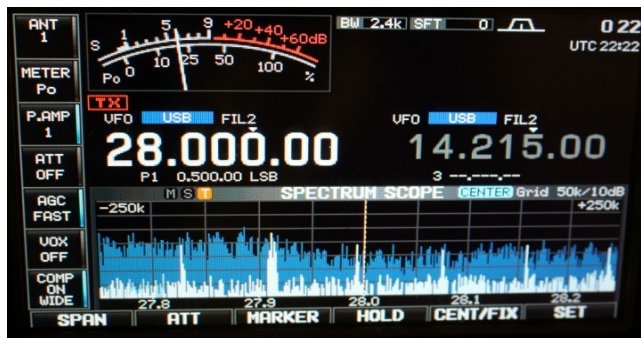 ANT
1
METER
Po
P.AMP
1
ATT
OFF
AGC
FAST
VOX
OFF
COMP
ON
WIDE
S 1 5 9 +20 +40 +60dB
Po 0 10 25 50 100 %
BW 2.4k SFT 0
0 22
UTC 22:22
TX
VFO USB FIL2
28.000.00
P1 0.500.00 LSB
VFO USB FIL2
14.215.00
3 --.---.--
M S T SPECTRUM SCOPE CENTER Grid 50k/10dB
-250k +250k
27.8 27.9 28.0 28.1 28.2
SPAN ATT MARKER HOLD CENT/FIX SET